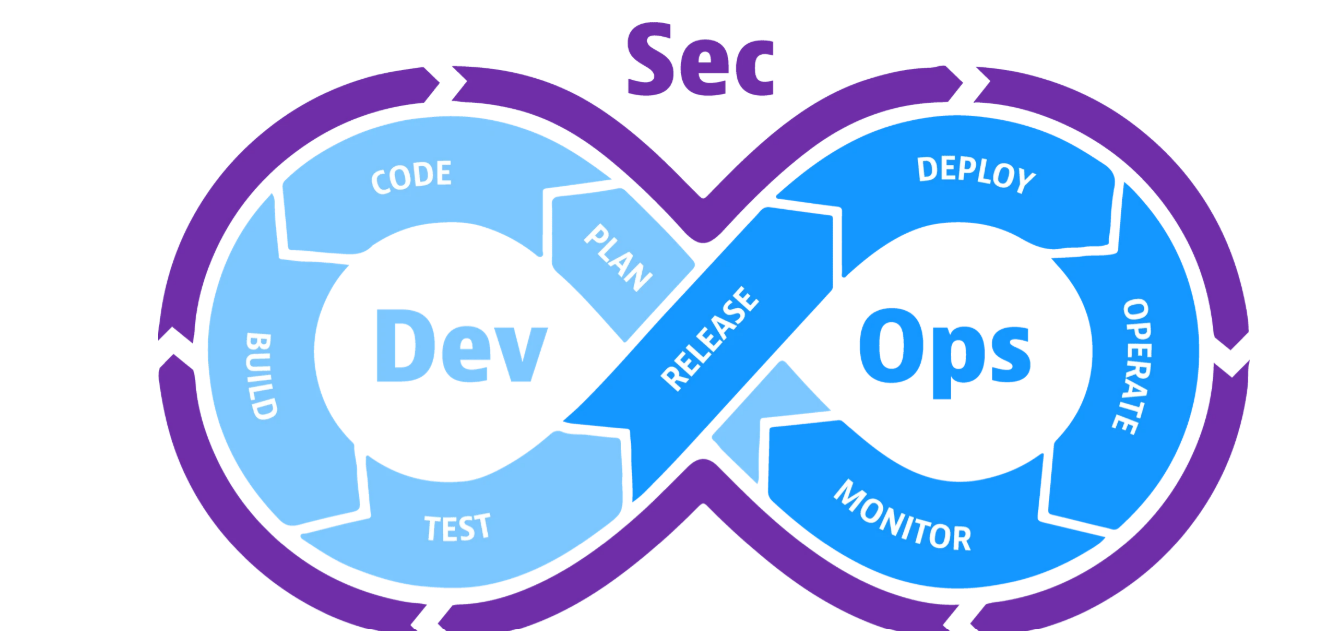 Sec
CODE
DEPLOY
PLAN
RELEASE
OPERATE
Dev
Ops
BUILD
TEST
MONITOR